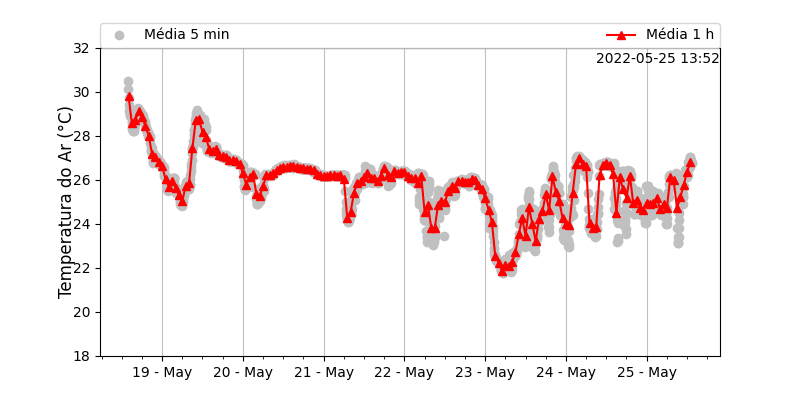 Média 5 min
Média 1 h
2022-05-25 13:52
Temperatura do Ar (°C)
32
30
28
26
24
22
20
18
19 - May
20 - May
21 - May
22 - May
23 - May
24 - May
25 - May